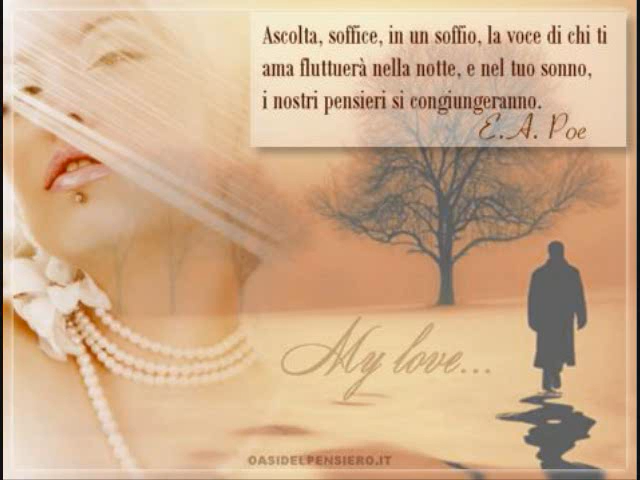 Ascolta, soffice, in un soffio, la voce di chi ti
ama fluttuerà nella notte, e nel tuo sonno,
i nostri pensieri si congiungeranno.
E.A. Poe
My love...
OASIDELPENSIERO.IT